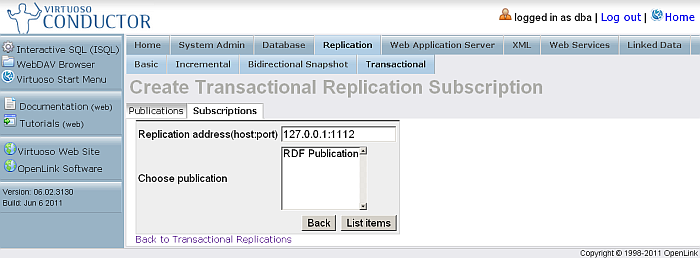 VIRTUOSO
CONDUCTOR
logged in as dba | Log out | Home
Interactive SQL (ISQL)
WebDAV Browser
Virtuoso Start Menu
Documentation (web)
Tutorials (web)
Virtuoso Web Site
OpenLink Software
Version: 06.02.3130
Build: Jun 6 2011
Home System Admin Database Replication Web Application Server XML Web Services Linked Data
Basic Incremental Bidirectional Snapshot Transactional
Create Transactional Replication Subscription
Publications Subscriptions
Replication address(host:port) 127.0.0.1:1112
Choose publication RDF Publication
Back List items
Back to Transactional Replications
Copyright © 1998-2011 OpenLink